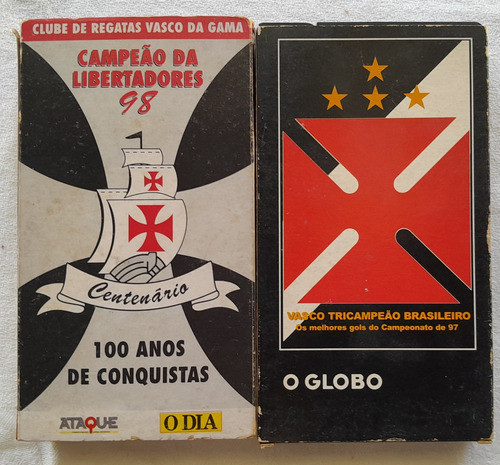 CLUBE DE REGATAS VASCO DA GAMA
CAMPEÃO DA
LIBERTADORES
98
Centenário
100 ANOS
DE CONQUISTAS
ATAQUE
O DIA
VASCO TRICAMPEÃO BRASILEIRO
Os melhores gols do Campeonato de 97
O GLOBO